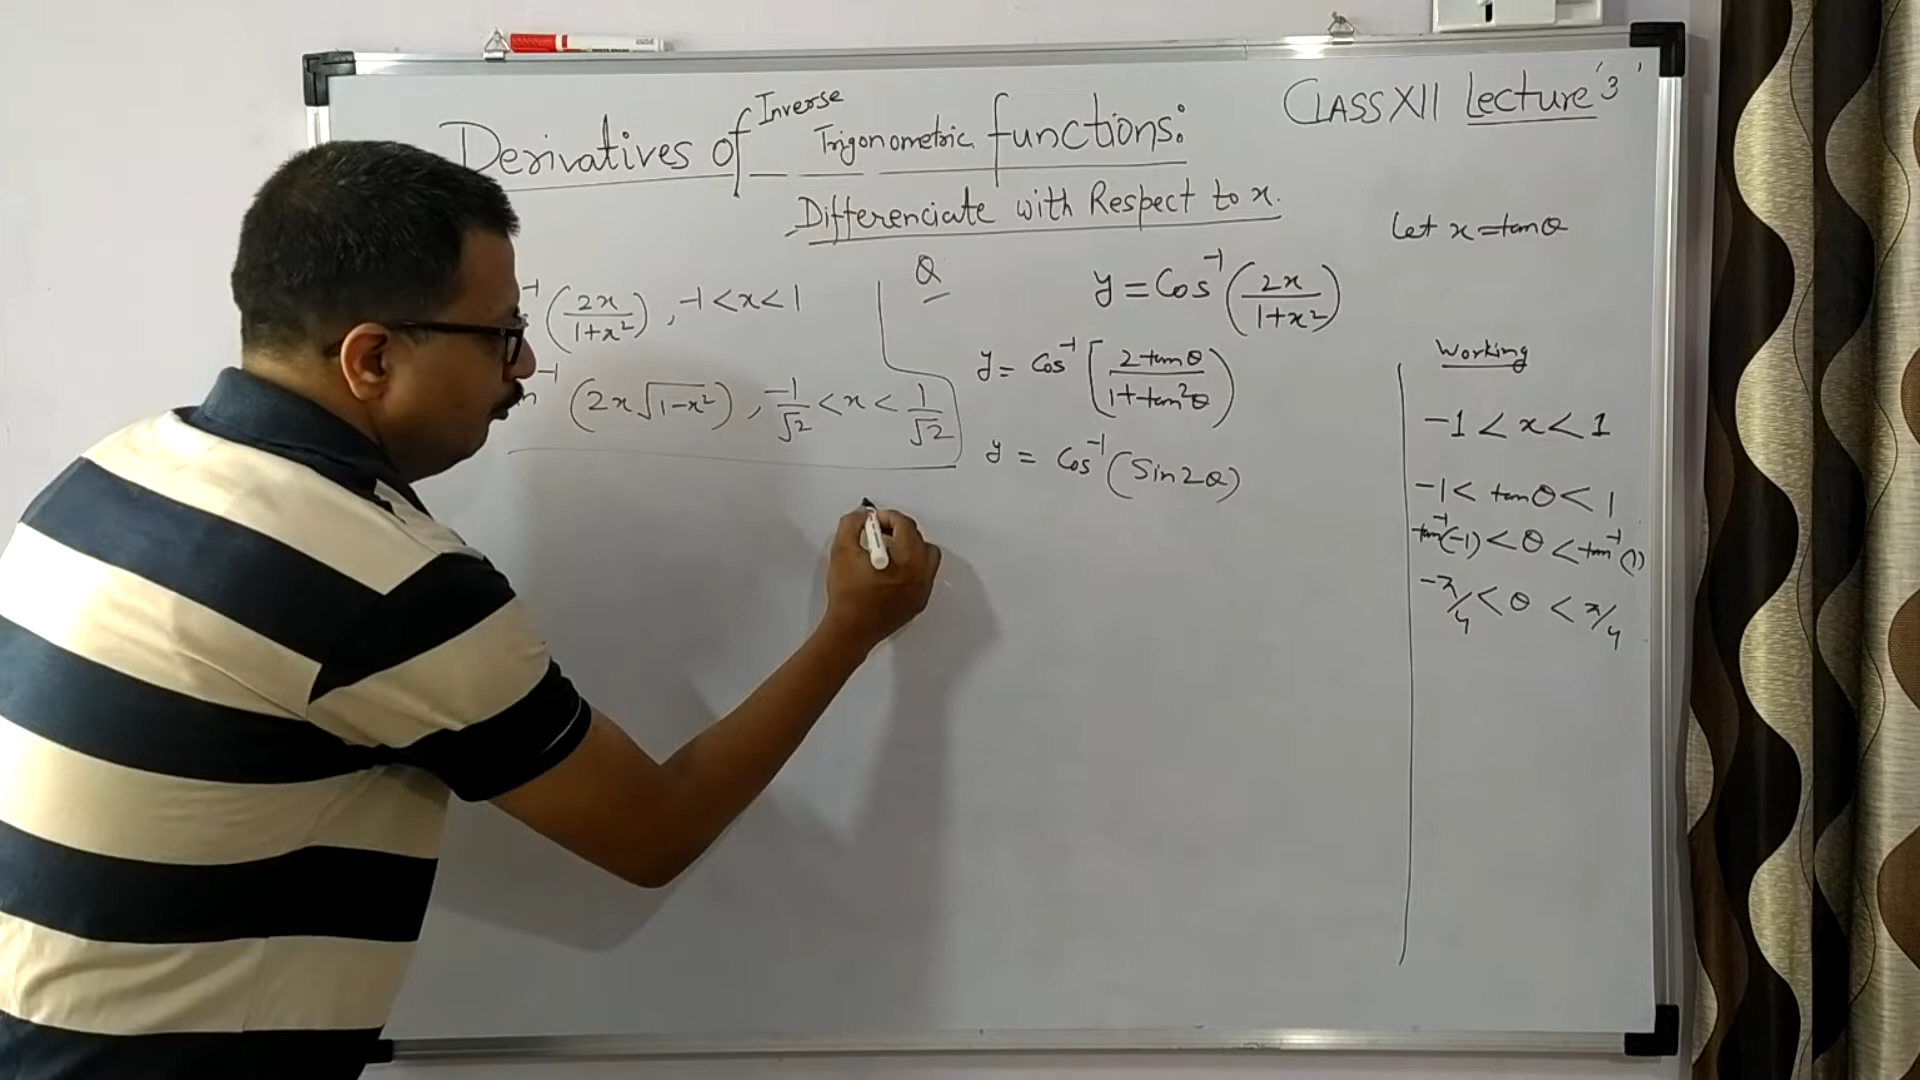 CLASS XII Lecture '3'
Derivatives of Inverse Trigonometric functions:
Differenciate with Respect to x.
Let x = tanθ
-1 (2x/(1+x²)), -1 < x < 1
-1 (2x√(1-x²)), -1/√2 < x < 1/√2
Q
y = Cos⁻¹ (2x/(1+x²))
y = Cos⁻¹ [2tanθ/(1+tan²θ))
y = Cos⁻¹ (Sin2θ)
Working
-1 < x < 1
-1 < tanθ < 1
tan⁻¹(-1) < θ < tan⁻¹(1)
-π/4 < θ < π/4